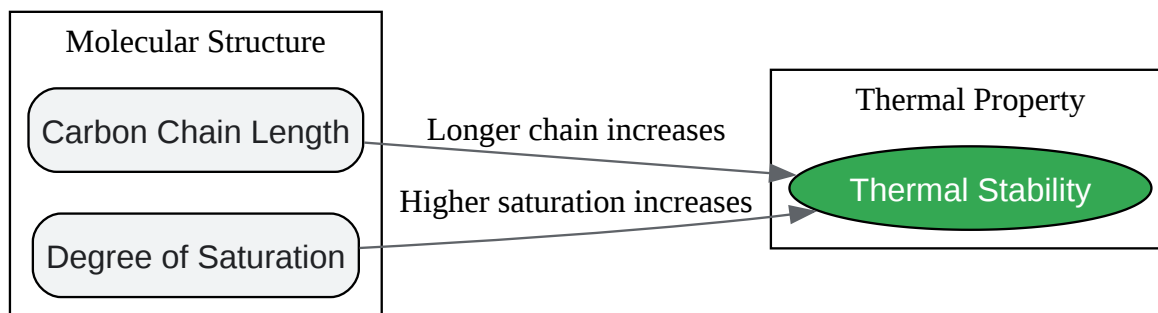 Molecular Structure
Carbon Chain Length
Degree of Saturation
Longer chain increases
Higher saturation increases
Thermal Property
Thermal Stability